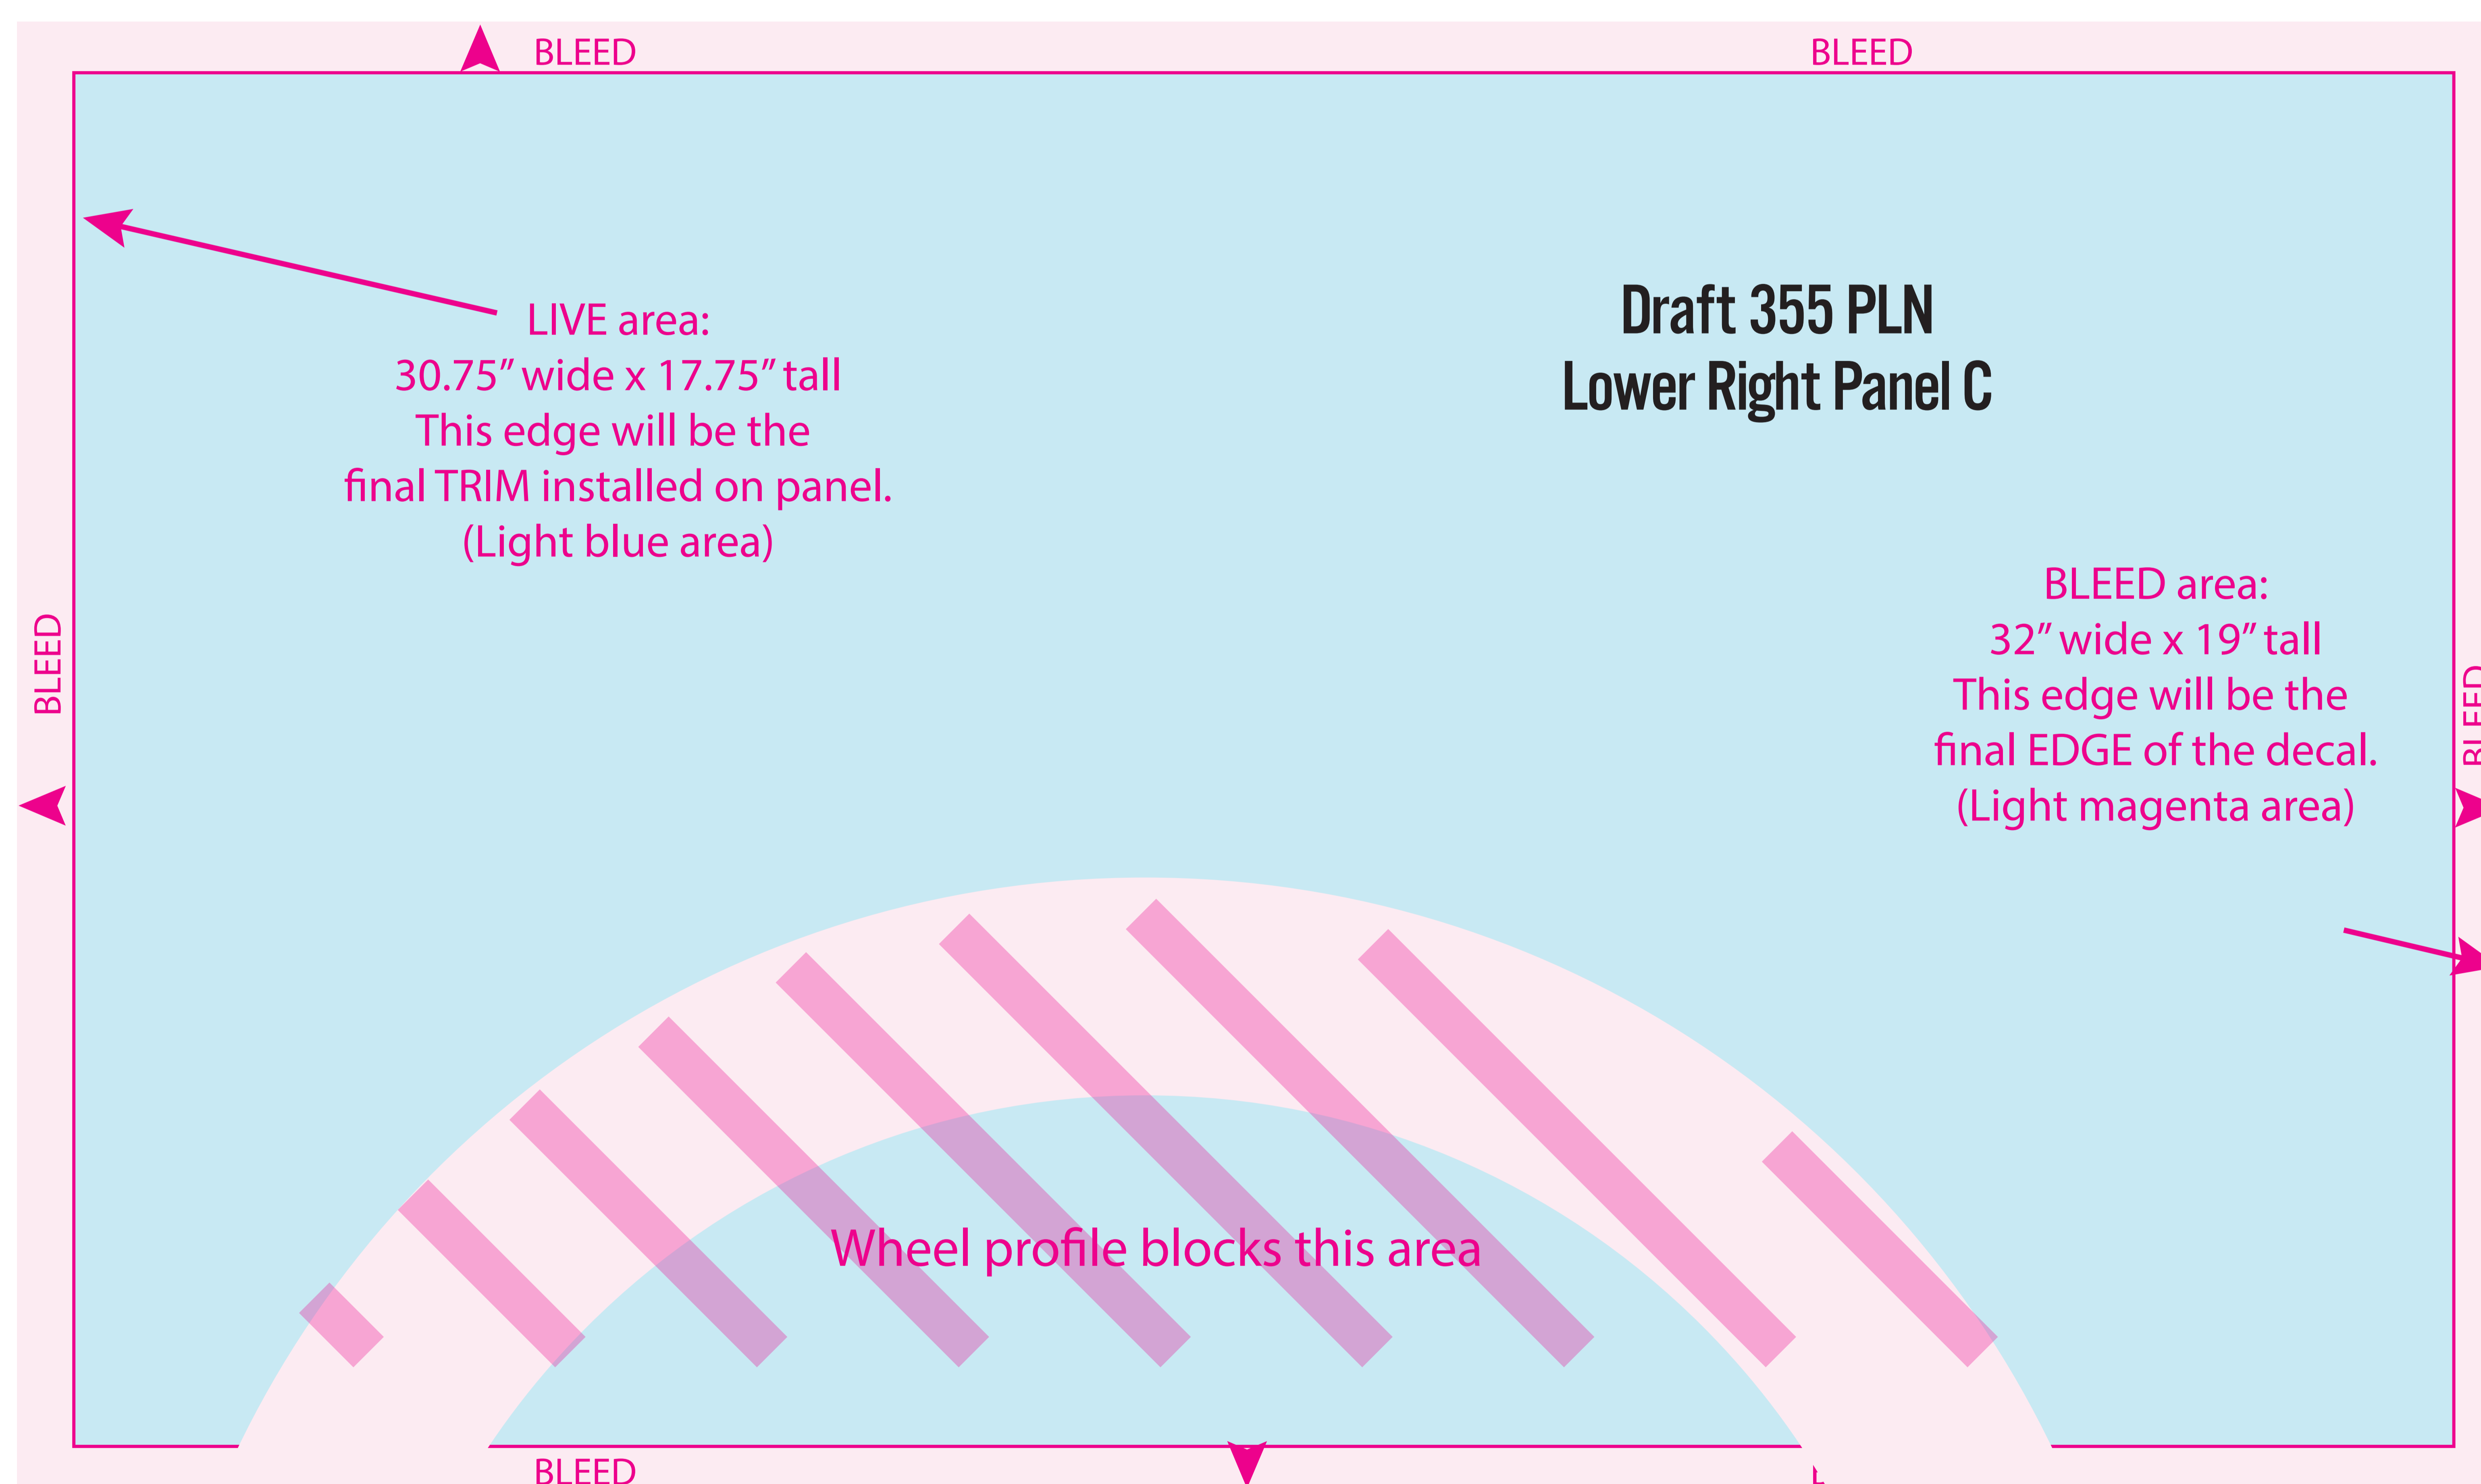 BLEED
BLEED
LIVE area:
30.75” wide x 17.75” tall
This edge will be the
final TRIM installed on panel.
(Light blue area)
Draft 355 PLN
Lower Right Panel C
BLEED
BLEED area:
32” wide x 19” tall
This edge will be the
final EDGE of the decal.
(Light magenta area)
BLEED
Wheel profile blocks this area
BLEED